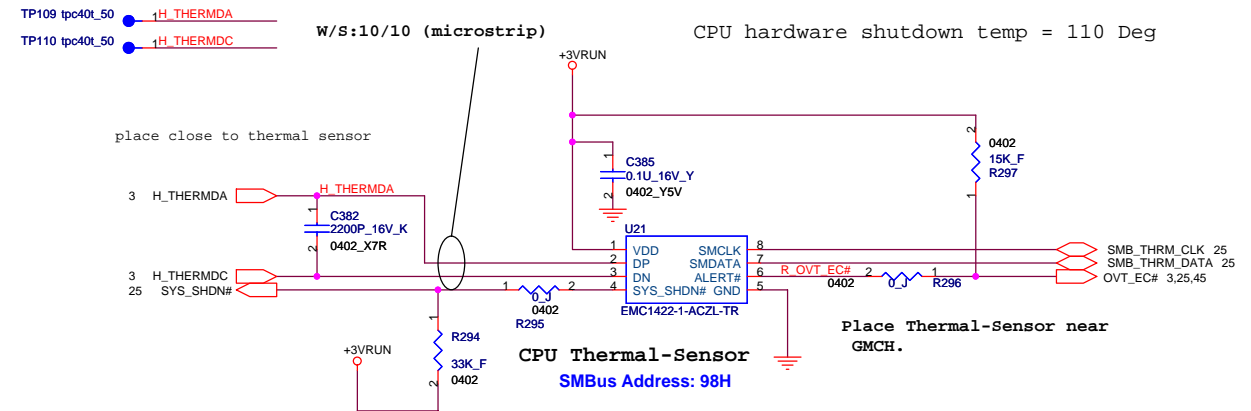 TP109 tpc40t_50 1 H_THERMDA
TP110 tpc40t_50 1 H_THERMDC
W/S:10/10 (microstrip)
CPU hardware shutdown temp = 110 Deg
+3VRUN
place close to thermal sensor
2
0402
15K_F
R297
1
1
C385
0.1U_16V_Y
2
0402_Y5V
3 H_THERMDA
H_THERMDA
1
C382
2200P_16V_K
0402_X7R
2
U21
1 VDD SMCLK 8
2 DP SMDATA 7
3 DN ALERT# 6
4 SYS_SHDN# GND 5
EMC1422-1-ACZL-TR
SMB_THRM_CLK 25
SMB_THRM_DATA 25
OVT_EC# 3,25,45
R_OVT_EC# 2 1
0402 0_J R296
3 H_THERMDC
25 SYS_SHDN#
1 2
0_J
0402
R295
1
R294
33K_F
2 0402
+3VRUN
Place Thermal-Sensor near
GMCH.
CPU Thermal-Sensor
SMBus Address: 98H